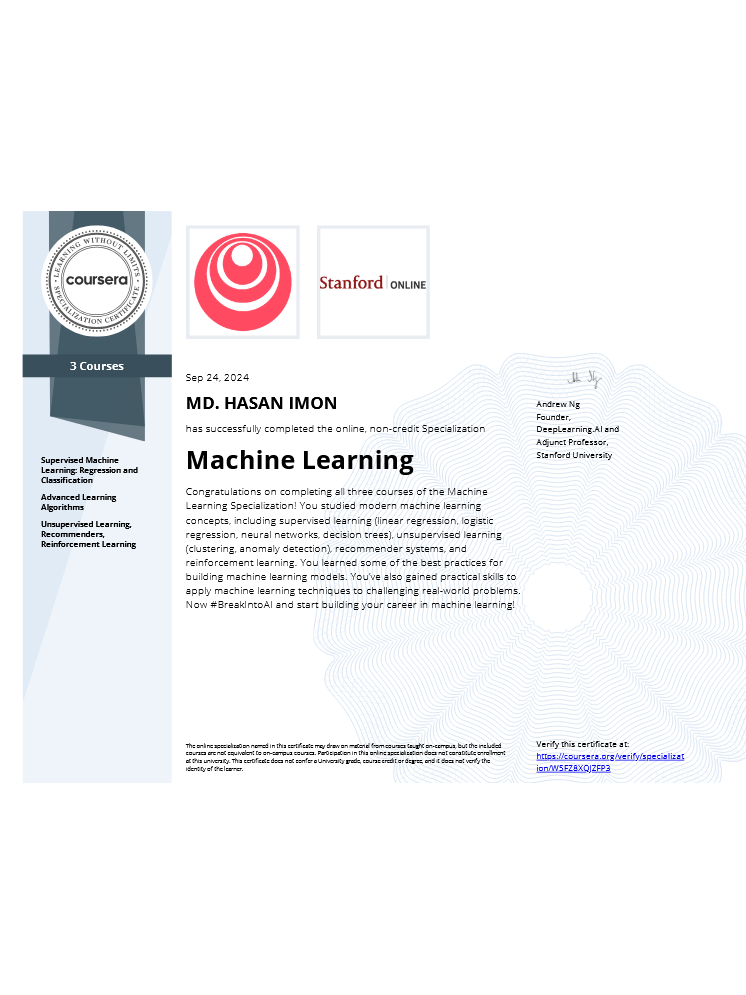 LEARNING WITHOUT LIMITS
coursera
SPECIALIZATION CERTIFICATE
3 Courses
Supervised Machine
Learning: Regression and
Classification
Advanced Learning
Algorithms
Unsupervised Learning,
Recommenders,
Reinforcement Learning
Stanford | ONLINE
Sep 24, 2024
MD. HASAN IMON
has successfully completed the online, non-credit Specialization
Machine Learning
Congratulations on completing all three courses of the Machine
Learning Specialization! You studied modern machine learning
concepts, including supervised learning (linear regression, logistic
regression, neural networks, decision trees), unsupervised learning
(clustering, anomaly detection), recommender systems, and
reinforcement learning. You learned some of the best practices for
building machine learning models. You've also gained practical skills to
apply machine learning techniques to challenging real-world problems.
Now #BreakIntoAI and start building your career in machine learning!
Andrew Ng
Founder,
DeepLearning.AI and
Adjunct Professor,
Stanford University
The online specialization named in this certificate may draw on material from courses taught on-campus, but the included
courses are not equivalent to on-campus courses. Participation in this online specialization does not constitute enrollment
at this university. This certificate does not confer a University grade, course credit or degree, and it does not verify the
identity of the learner.
Verify this certificate at:
https://coursera.org/verify/specializat
ion/W5FZ8XQJZFP3